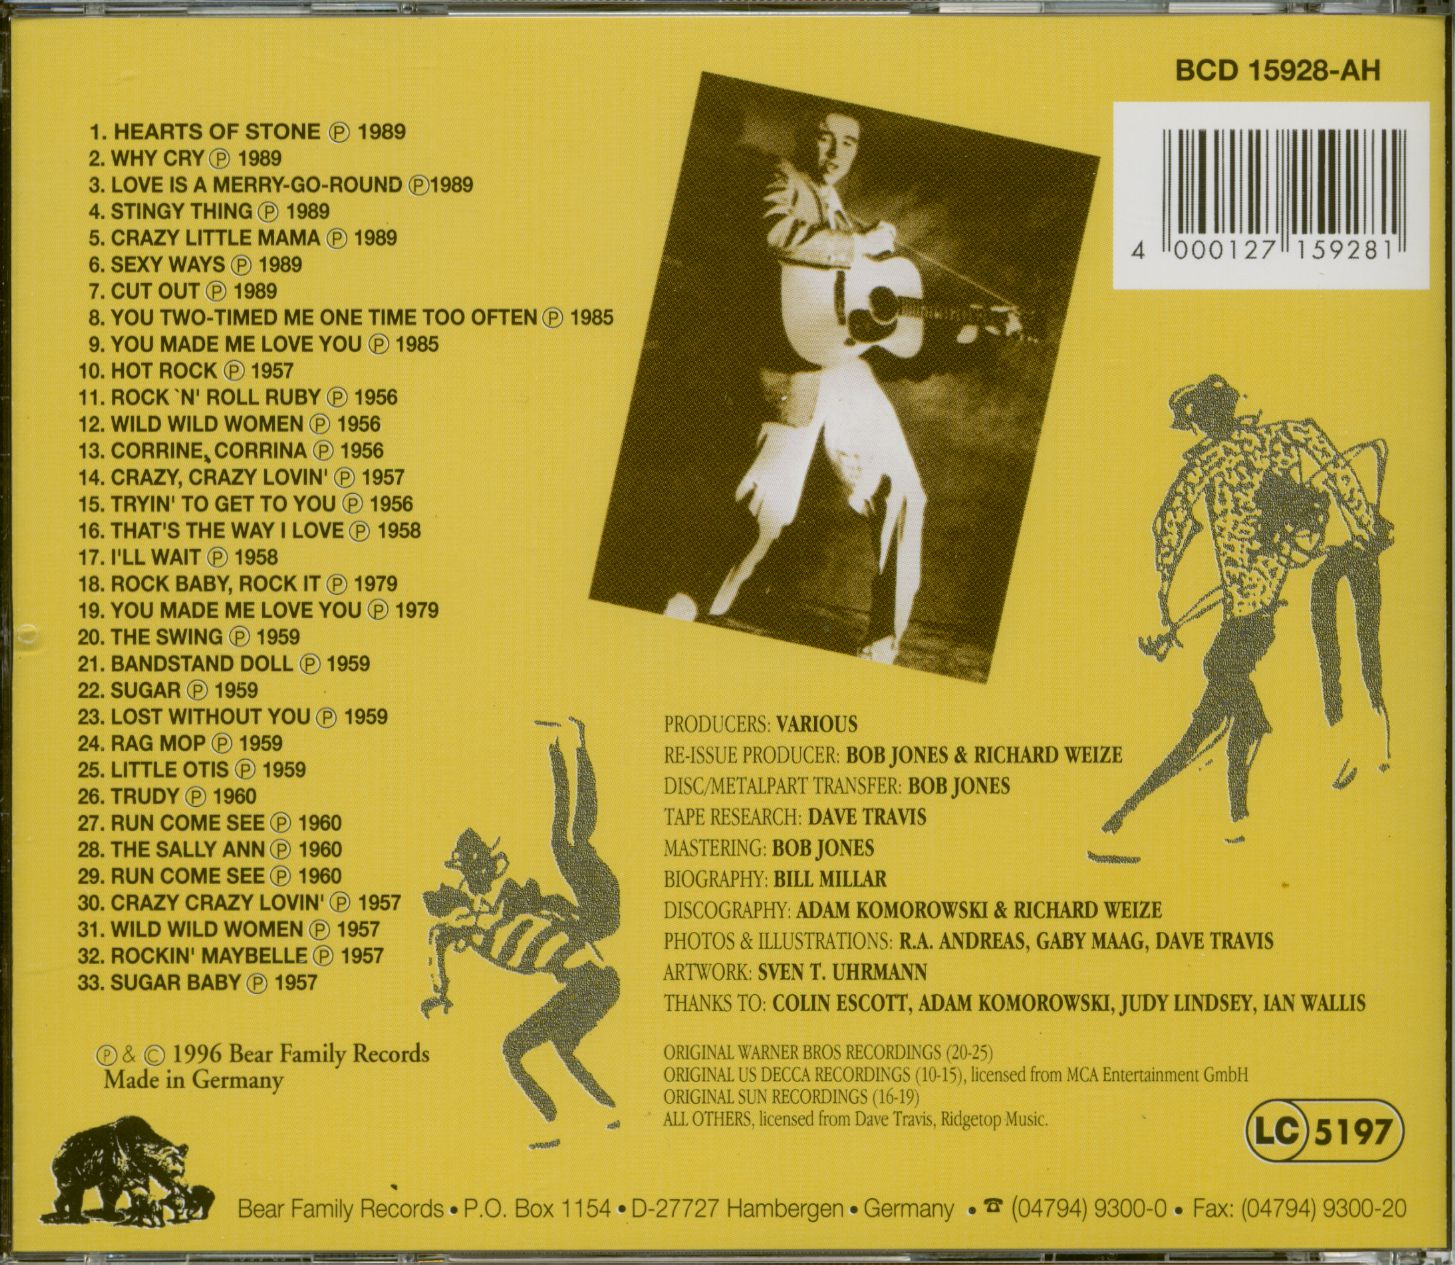 BCD 15928-AH
4 000127 159281
1. HEARTS OF STONE ℗ 1989
2. WHY CRY ℗ 1989
3. LOVE IS A MERRY-GO-ROUND ℗1989
4. STINGY THING ℗ 1989
5. CRAZY LITTLE MAMA ℗ 1989
6. SEXY WAYS ℗ 1989
7. CUT OUT ℗ 1989
8. YOU TWO-TIMED ME ONE TIME TOO OFTEN ℗ 1985
9. YOU MADE ME LOVE YOU ℗ 1985
10. HOT ROCK ℗ 1957
11. ROCK `N' ROLL RUBY ℗ 1956
12. WILD WILD WOMEN ℗ 1956
13. CORRINE, CORRINA ℗ 1956
14. CRAZY, CRAZY LOVIN' ℗ 1957
15. TRYIN' TO GET TO YOU ℗ 1956
16. THAT'S THE WAY I LOVE ℗ 1958
17. I'LL WAIT ℗ 1958
18. ROCK BABY, ROCK IT ℗ 1979
19. YOU MADE ME LOVE YOU ℗ 1979
20. THE SWING ℗ 1959
21. BANDSTAND DOLL ℗ 1959
22. SUGAR ℗ 1959
23. LOST WITHOUT YOU ℗ 1959
24. RAG MOP ℗ 1959
25. LITTLE OTIS ℗ 1959
26. TRUDY ℗ 1960
27. RUN COME SEE ℗ 1960
28. THE SALLY ANN ℗ 1960
29. RUN COME SEE ℗ 1960
30. CRAZY CRAZY LOVIN' ℗ 1957
31. WILD WILD WOMEN ℗ 1957
32. ROCKIN' MAYBELLE ℗ 1957
33. SUGAR BABY ℗ 1957
℗ & © 1996 Bear Family Records
Made in Germany
PRODUCERS: VARIOUS
RE-ISSUE PRODUCER: BOB JONES & RICHARD WEIZE
DISC/METALPART TRANSFER: BOB JONES
TAPE RESEARCH: DAVE TRAVIS
MASTERING: BOB JONES
BIOGRAPHY: BILL MILLAR
DISCOGRAPHY: ADAM KOMOROWSKI & RICHARD WEIZE
PHOTOS & ILLUSTRATIONS: R.A. ANDREAS, GABY MAAG, DAVE TRAVIS
ARTWORK: SVEN T. UHRMANN
THANKS TO: COLIN ESCOTT, ADAM KOMOROWSKI, JUDY LINDSEY, IAN WALLIS
ORIGINAL WARNER BROS RECORDINGS (20-25)
ORIGINAL US DECCA RECORDINGS (10-15), licensed from MCA Entertainment GmbH
ORIGINAL SUN RECORDINGS (16-19)
ALL OTHERS, licensed from Dave Travis, Ridgetop Music.
LC 5197
Bear Family Records • P.O. Box 1154 • D-27727 Hambergen • Germany • ☎ (04794) 9300-0 • Fax: (04794) 9300-20